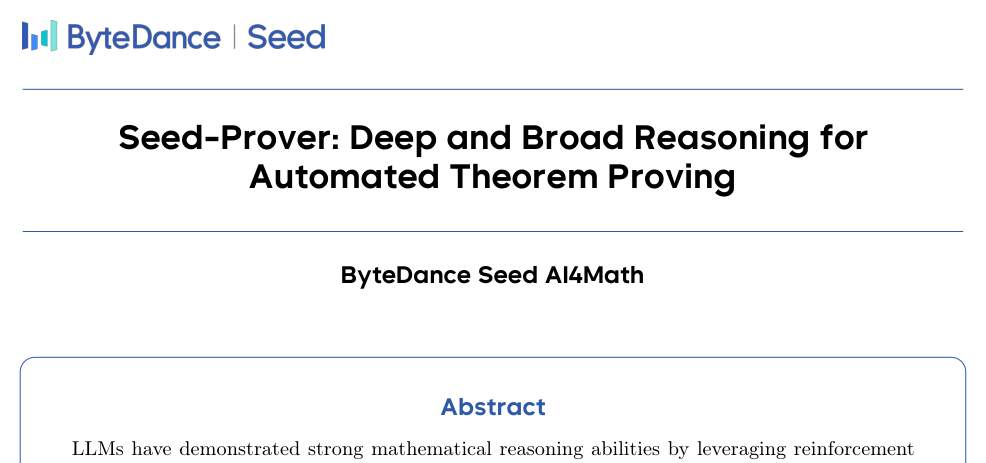 ByteDance | Seed
Seed-Prover: Deep and Broad Reasoning for
Automated Theorem Proving
ByteDance Seed AI4Math
Abstract
LLMs have demonstrated strong mathematical reasoning abilities by leveraging reinforcement